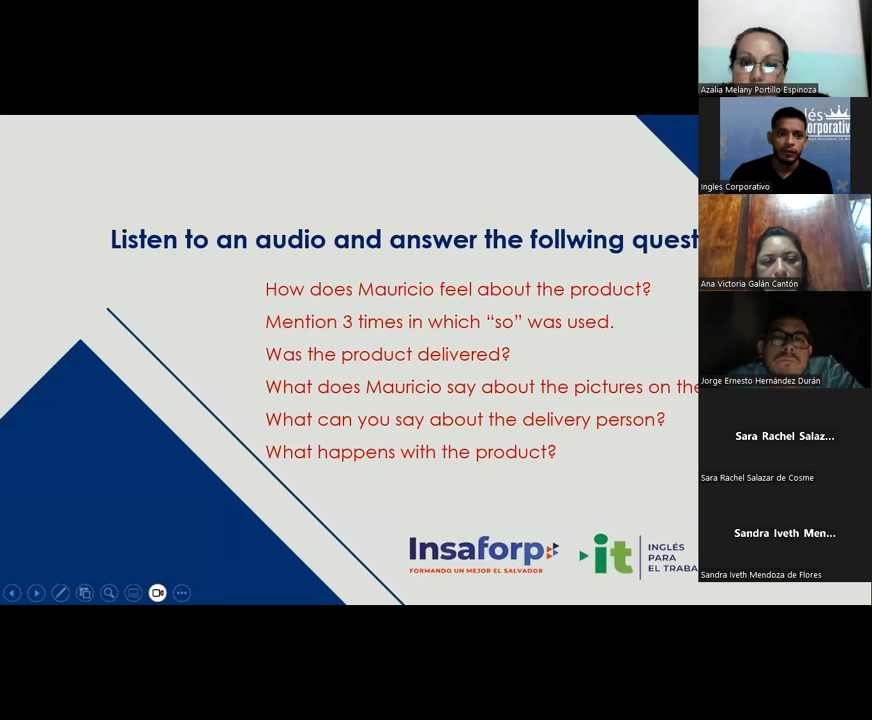 Listen to an audio and answer the follwing quest
How does Mauricio feel about the product?
Mention 3 times in which “so” was used.
Was the product delivered?
What does Mauricio say about the pictures on the
What can you say about the delivery person?
What happens with the product?
Insaforp
FORMANDO UN MEJOR EL SALVADOR
it
INGLÉS
PARA
EL TRABA
Azalia Melany Portillo Espinoza
lés
orporativ
Ingles Corporativo
Ana Victoria Galán Cantón
Jorge Ernesto Hernández Durán
Sara Rachel Salaz...
Sara Rachel Salazar de Cosme
Sandra Iveth Men...
Sandra Iveth Mendoza de Flores